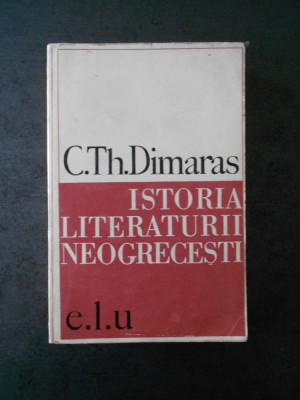 C.Th.Dimaras
ISTORIA
LITERATURII
NEOGRECEȘTI
e.l.u